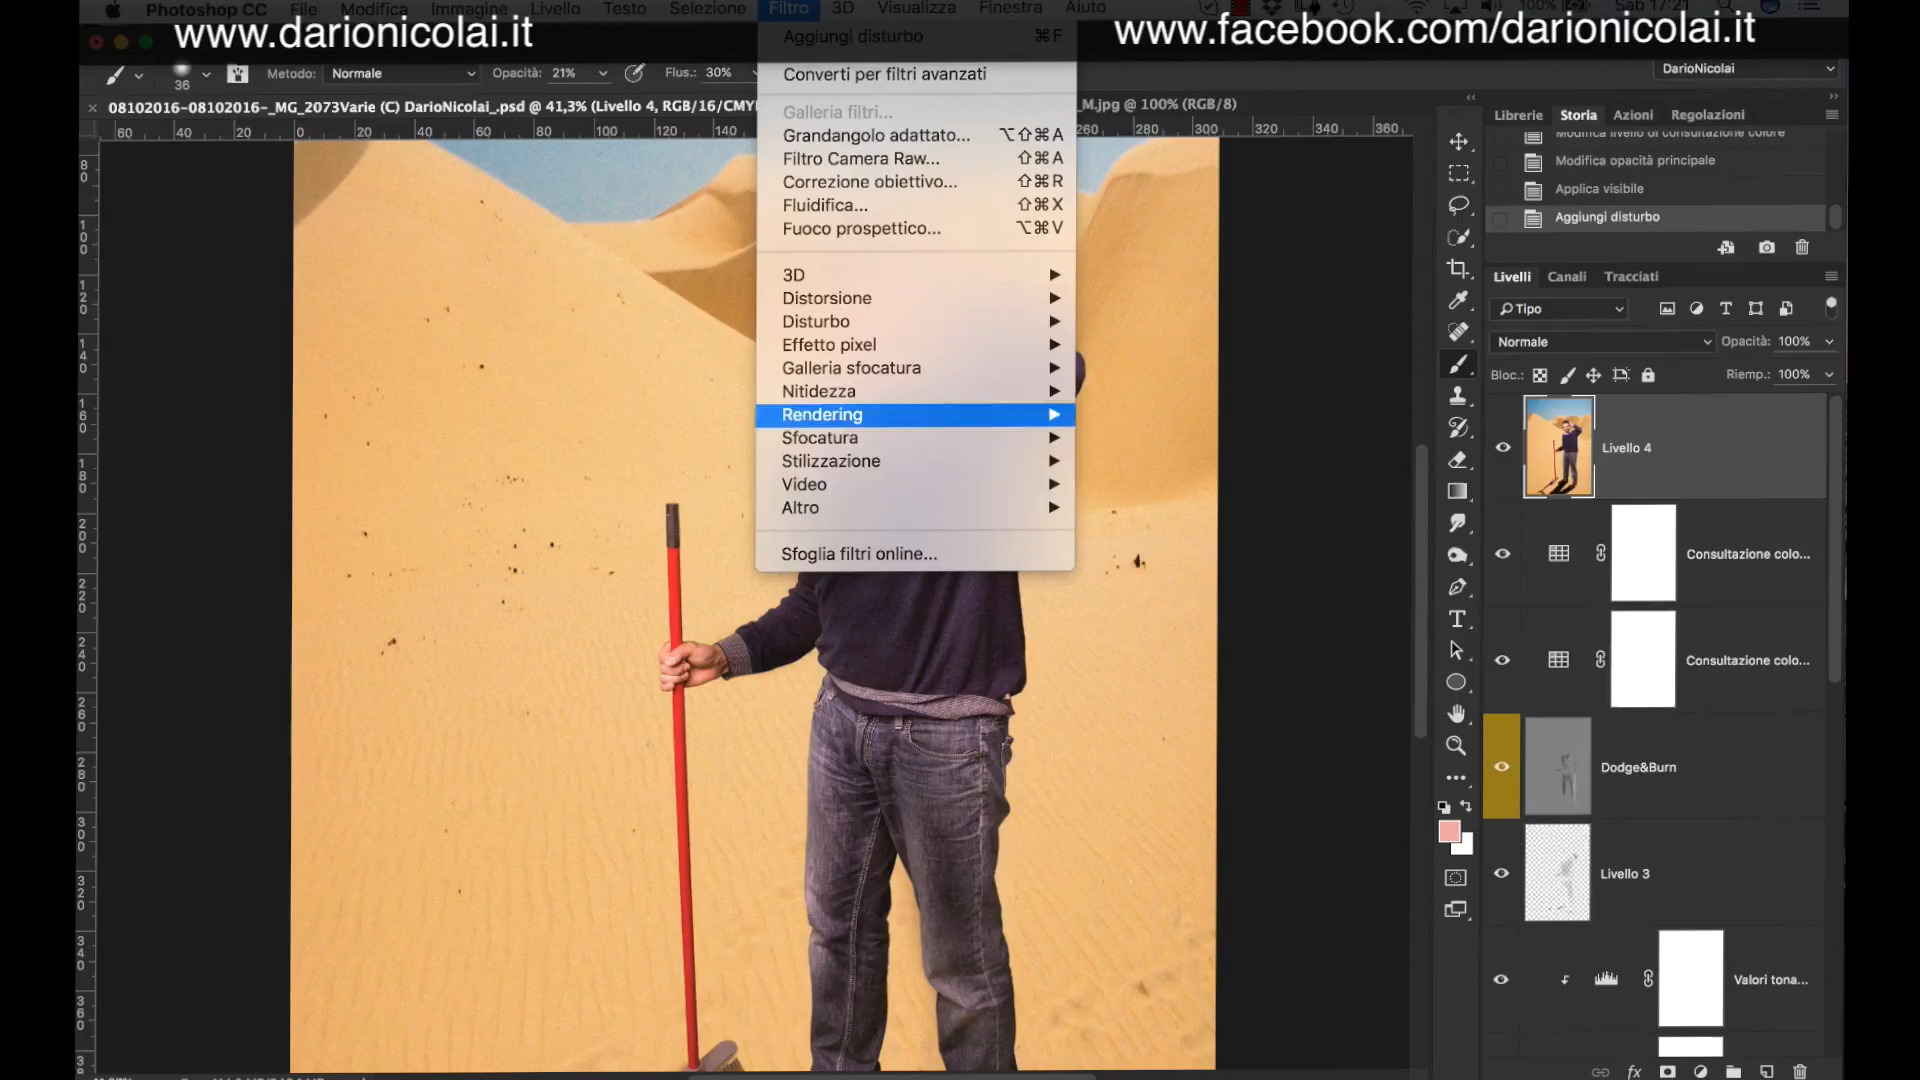 Photoshop CC File Modifica Immagine Livello Testo Selezione Filtro 3D Visualizza Finestra Aiuto 100% Sab 17:21
www.darionicolai.it
www.facebook.com/darionicolai.it
36 Metodo: Normale Opacità: 21% Flus.: 30%
DarioNicolai
08102016-08102016-_MG_2073Varie (C) DarioNicolai_.psd @ 41,3% (Livello 4, RGB/16/CMY
_M.jpg @ 100% (RGB/8)
60 40 20 0 20 40 60 80 100 120 140 260 280 300 320 340 360
80
100
120
140
160
180
200
220
240
260
280
300
320
340
360
Aggiungi disturbo ⌘F
Converti per filtri avanzati
Galleria filtri...
Grandangolo adattato... ⌥⇧⌘A
Filtro Camera Raw... ⇧⌘A
Correzione obiettivo... ⇧⌘R
Fluidifica... ⇧⌘X
Fuoco prospettico... ⌥⌘V
3D
Distorsione
Disturbo
Effetto pixel
Galleria sfocatura
Nitidezza
Rendering
Sfocatura
Stilizzazione
Video
Altro
Sfoglia filtri online...
Librerie Storia Azioni Regolazioni
Modifica livello di consultazione colore
Modifica opacità principale
Applica visibile
Aggiungi disturbo
Livelli Canali Tracciati
Tipo
Normale Opacità: 100%
Bloc.: Riemp.: 100%
Livello 4
Consultazione colo...
Consultazione colo...
Dodge&Burn
Livello 3
Valori tona...
fx